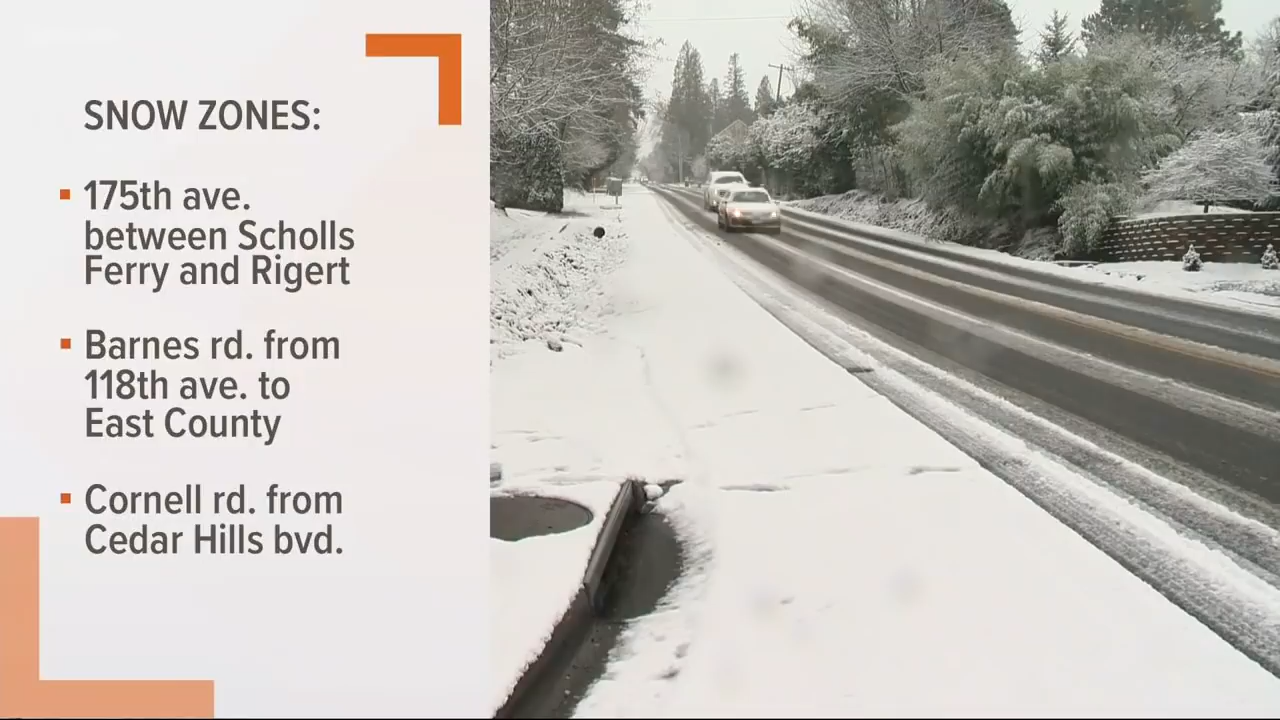 SNOW ZONES:
175th ave.
between Scholls
Ferry and Rigert
Barnes rd. from
118th ave. to
East County
Cornell rd. from
Cedar Hills bvd.